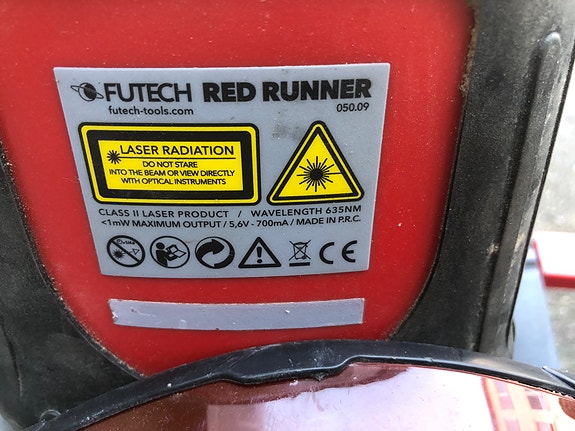 FUTECH RED RUNNER
futech-tools.com 050.09
LASER RADIATION
DO NOT STARE
INTO THE BEAM OR VIEW DIRECTLY
WITH OPTICAL INSTRUMENTS
CLASS II LASER PRODUCT / WAVELENGTH 635NM
<1mW MAXIMUM OUTPUT / 5,6V - 700mA / MADE IN P.R.C.
CE